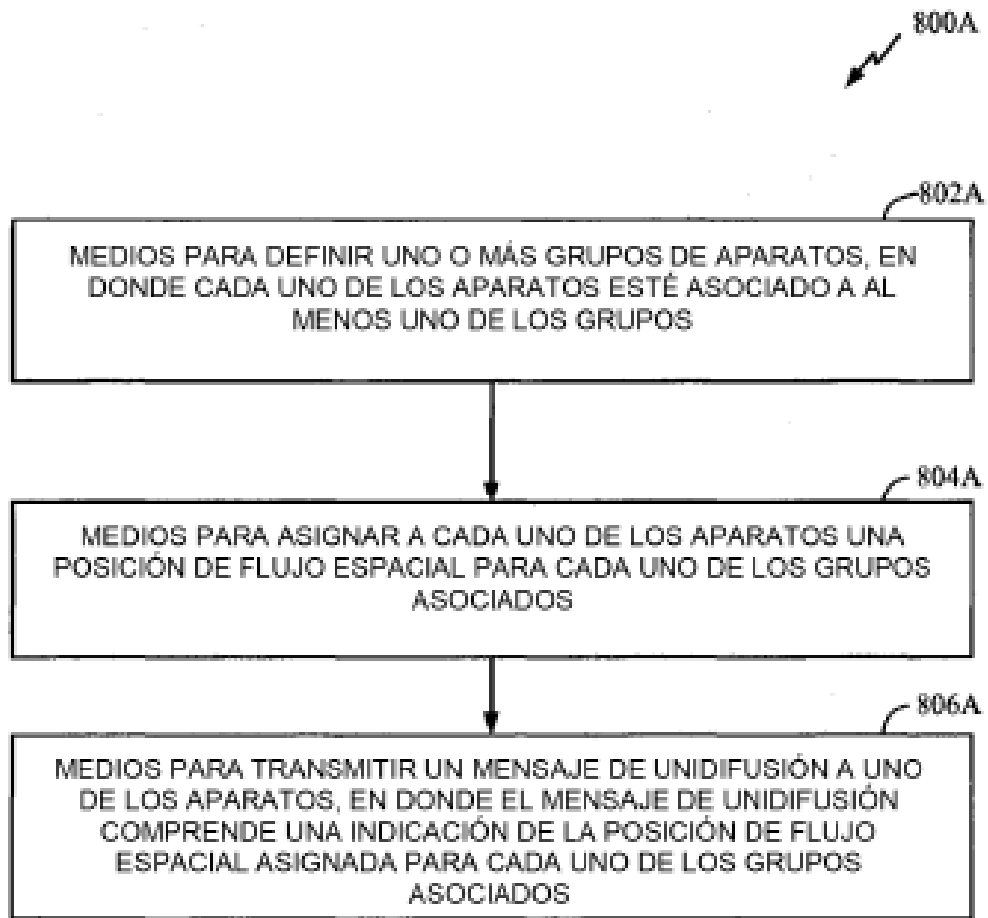 800A
802A
MEDIOS PARA DEFINIR UNO O MÁS GRUPOS DE APARATOS, EN
DONDE CADA UNO DE LOS APARATOS ESTÉ ASOCIADO A AL
MENOS UNO DE LOS GRUPOS
804A
MEDIOS PARA ASIGNAR A CADA UNO DE LOS APARATOS UNA
POSICIÓN DE FLUJO ESPACIAL PARA CADA UNO DE LOS GRUPOS
ASOCIADOS
806A
MEDIOS PARA TRANSMITIR UN MENSAJE DE UNIDIFUSIÓN A UNO
DE LOS APARATOS, EN DONDE EL MENSAJE DE UNIDIFUSIÓN
COMPRENDE UNA INDICACIÓN DE LA POSICIÓN DE FLUJO
ESPACIAL ASIGNADA PARA CADA UNO DE LOS GRUPOS
ASOCIADOS